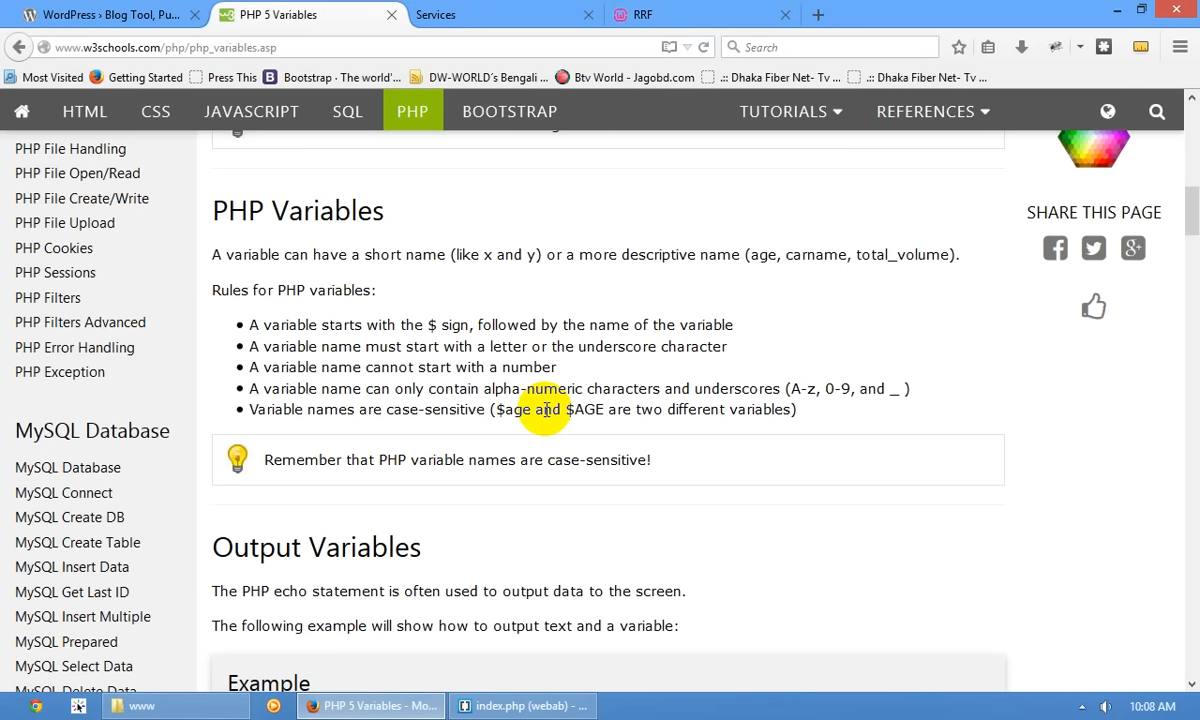 WordPress › Blog Tool, Pu...
PHP 5 Variables
Services
RRF
www.w3schools.com/php/php_variables.asp
Search
Most Visited
Getting Started
Press This
Bootstrap · The world'...
DW-WORLD´s Bengali ...
Btv World - Jagobd.com
.:: Dhaka Fiber Net- Tv ...
.:: Dhaka Fiber Net- Tv ...
HTML
CSS
JAVASCRIPT
SQL
PHP
BOOTSTRAP
TUTORIALS
REFERENCES
PHP File Handling
PHP File Open/Read
PHP File Create/Write
PHP File Upload
PHP Cookies
PHP Sessions
PHP Filters
PHP Filters Advanced
PHP Error Handling
PHP Exception
MySQL Database
MySQL Database
MySQL Connect
MySQL Create DB
MySQL Create Table
MySQL Insert Data
MySQL Get Last ID
MySQL Insert Multiple
MySQL Prepared
MySQL Select Data
MySQL Delete Data
PHP Variables
A variable can have a short name (like x and y) or a more descriptive name (age, carname, total_volume).
Rules for PHP variables:
• A variable starts with the $ sign, followed by the name of the variable
• A variable name must start with a letter or the underscore character
• A variable name cannot start with a number
• A variable name can only contain alpha-numeric characters and underscores (A-z, 0-9, and _ )
• Variable names are case-sensitive ($age and $AGE are two different variables)
Remember that PHP variable names are case-sensitive!
Output Variables
The PHP echo statement is often used to output data to the screen.
The following example will show how to output text and a variable:
Example
SHARE THIS PAGE
www
PHP 5 Variables - Mo...
index.php (webab) - ...
10:08 AM